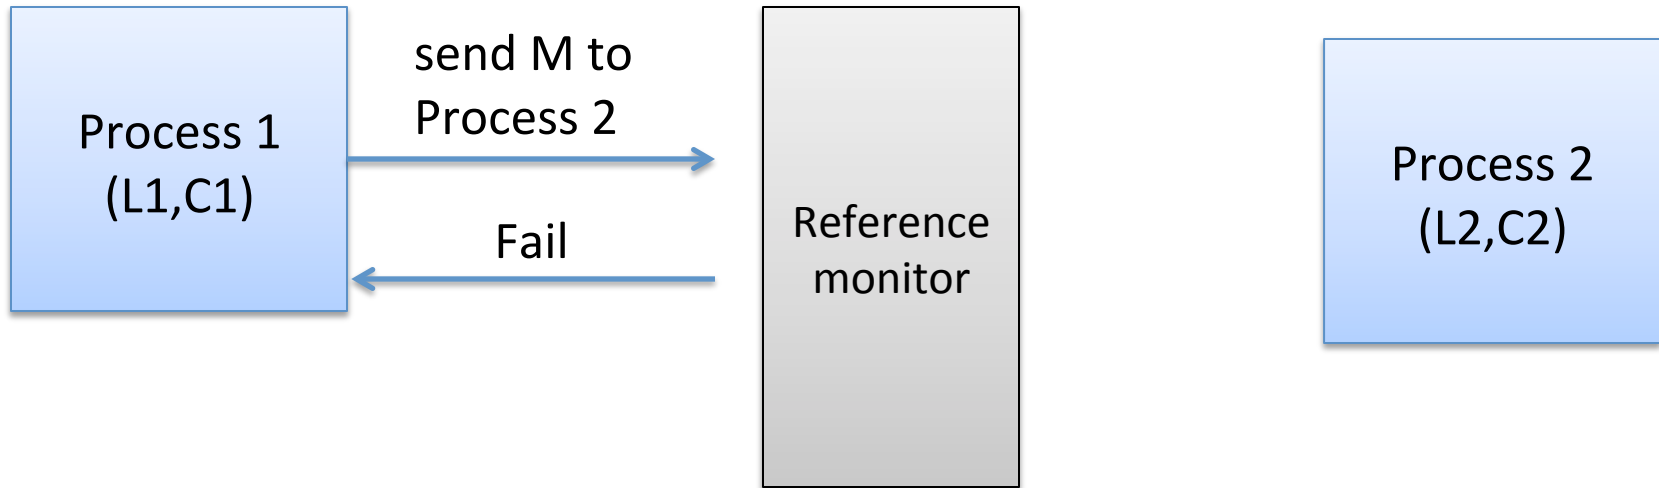 Process 1
(L1,C1)
send M to
Process 2
Fail
Reference
monitor
Process 2
(L2,C2)